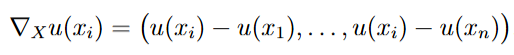 ∇_X u(x_i) = (u(x_i) − u(x_1), . . . , u(x_i) − u(x_n))